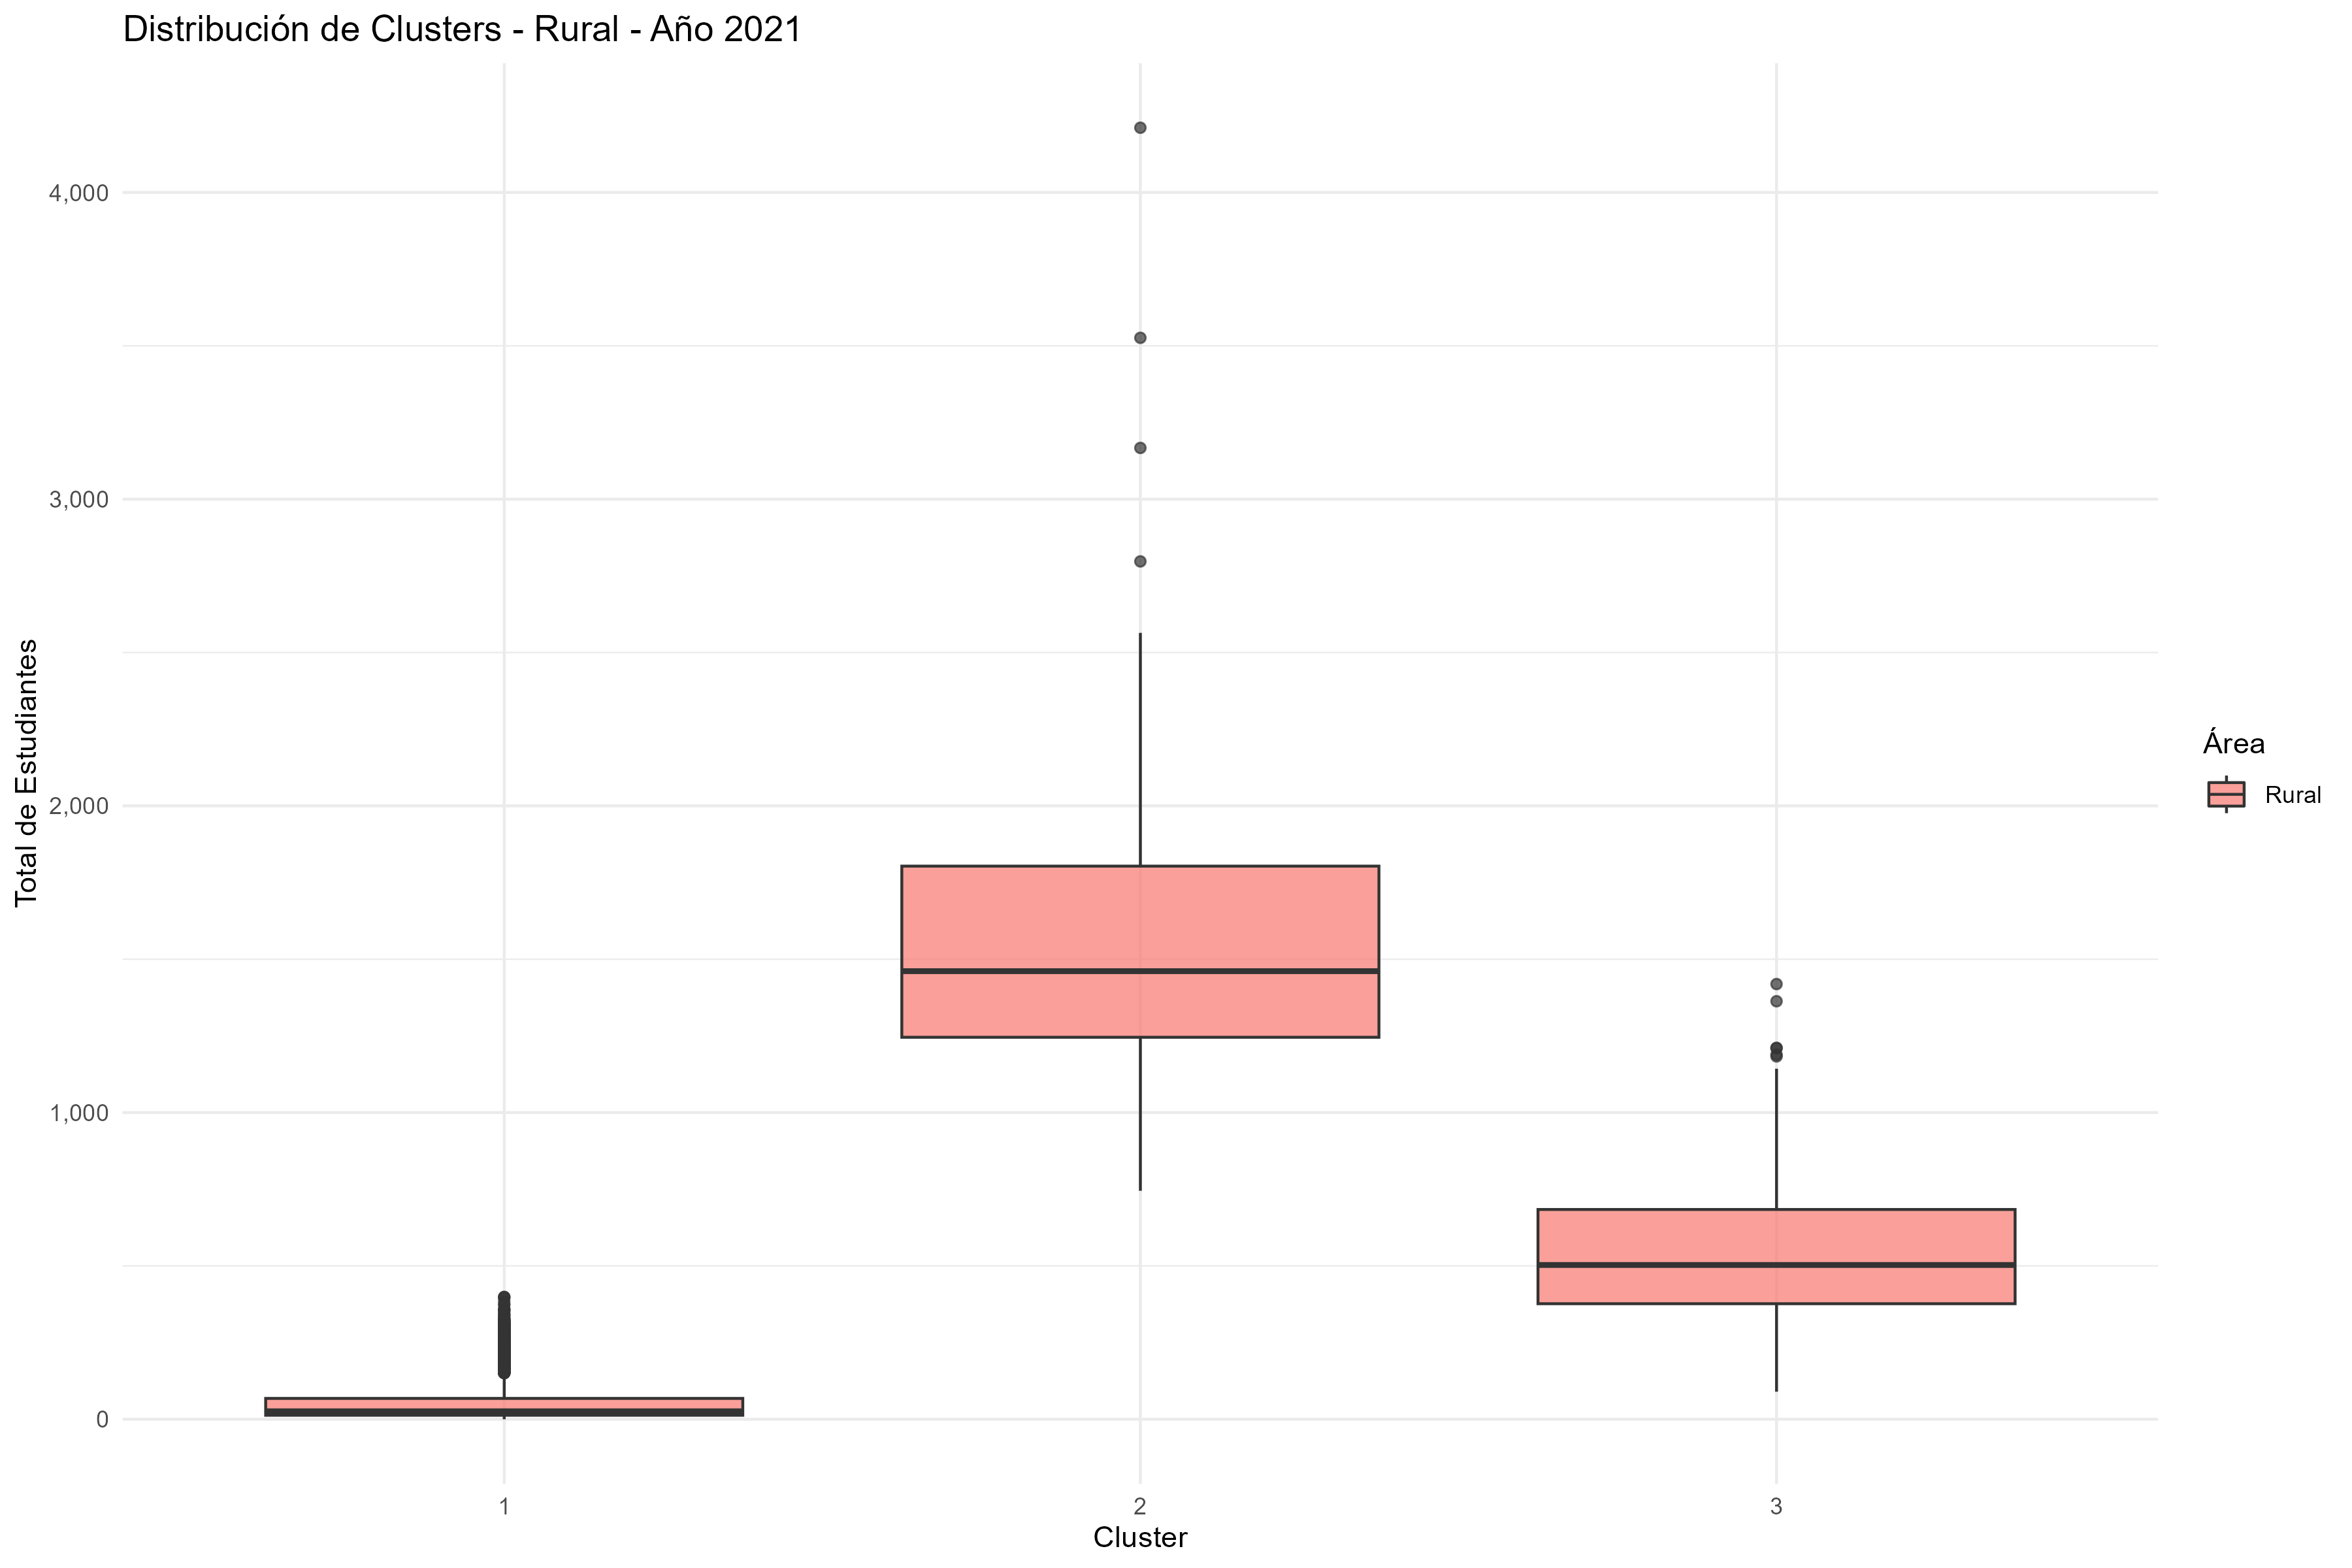 Distribución de Clusters - Rural - Año 2021
Total de Estudiantes
4,000
3,000
2,000
1,000
0
1
2
3
Cluster
Área
Rural